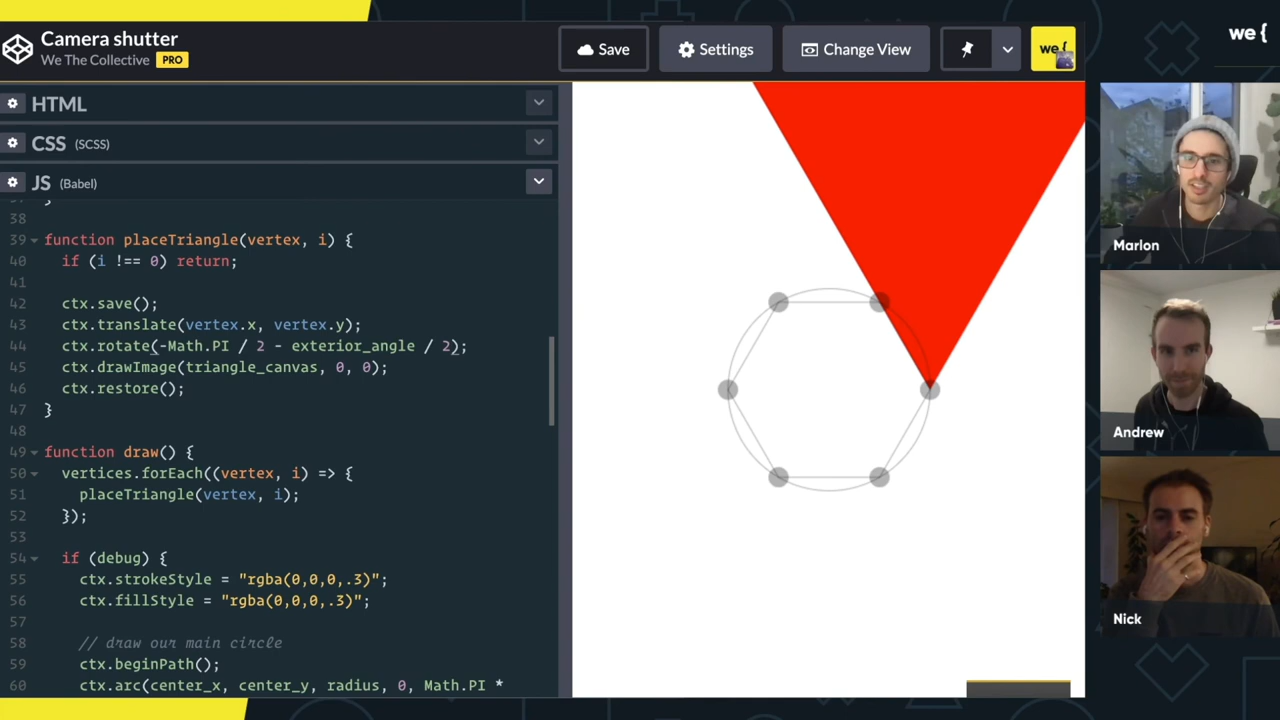 Camera shutter
We The Collective PRO
Save
Settings
Change View
we {
we {
HTML
CSS (SCSS)
JS (Babel)
38
39 function placeTriangle(vertex, i) {
40 if (i !== 0) return;
41
42 ctx.save();
43 ctx.translate(vertex.x, vertex.y);
44 ctx.rotate(-Math.PI / 2 - exterior_angle / 2);
45 ctx.drawImage(triangle_canvas, 0, 0);
46 ctx.restore();
47 }
48
49 function draw() {
50 vertices.forEach((vertex, i) => {
51 placeTriangle(vertex, i);
52 });
53
54 if (debug) {
55 ctx.strokeStyle = "rgba(0,0,0,.3)";
56 ctx.fillStyle = "rgba(0,0,0,.3)";
57
58 // draw our main circle
59 ctx.beginPath();
60 ctx.arc(center_x, center_y, radius, 0, Math.PI *
Marlon
Andrew
Nick